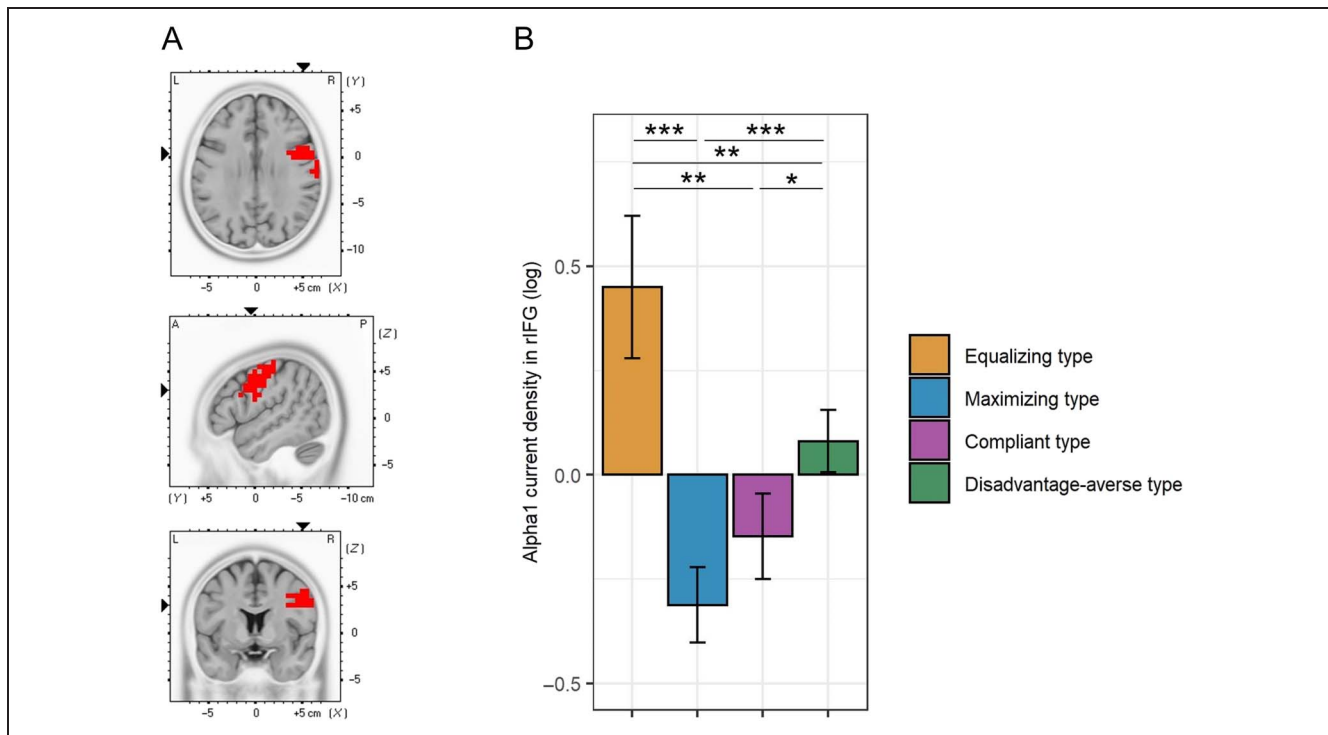 A
L R (Y)
+5
0
−5
−10
−5 0 +5 cm (X)
A P (Z)
+5
0
−5
(Y) +5 0 −5 −10 cm
L R (Z)
+5
0
−5
−5 0 +5 cm (X)
B
Alpha1 current density in rIFG (log)
0.5
0.0
−0.5
*** ***
**
** *
Equalizing type
Maximizing type
Compliant type
Disadvantage-averse type